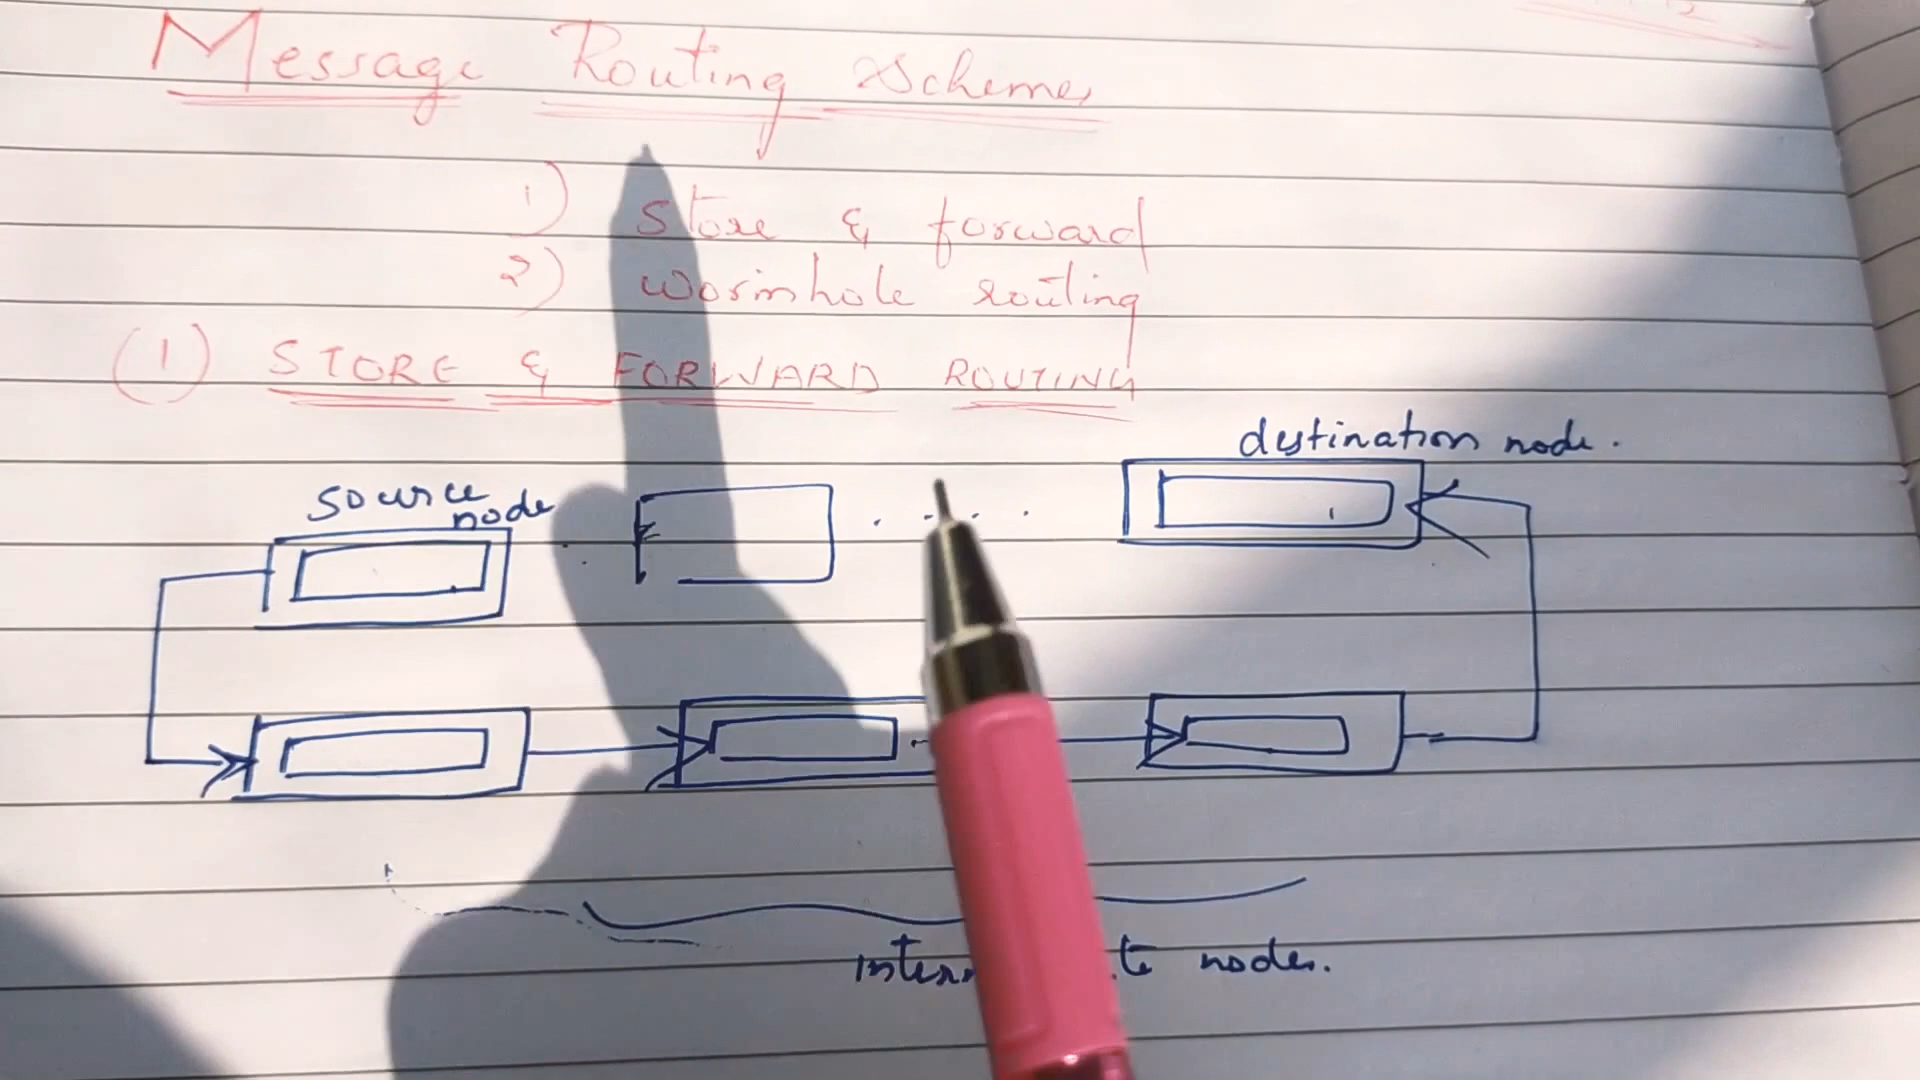 Message Routing Schemes
1) Store & forward
2) wormhole routing
(1) STORE & FORWARD ROUTING
destination node.
source node
nodes.